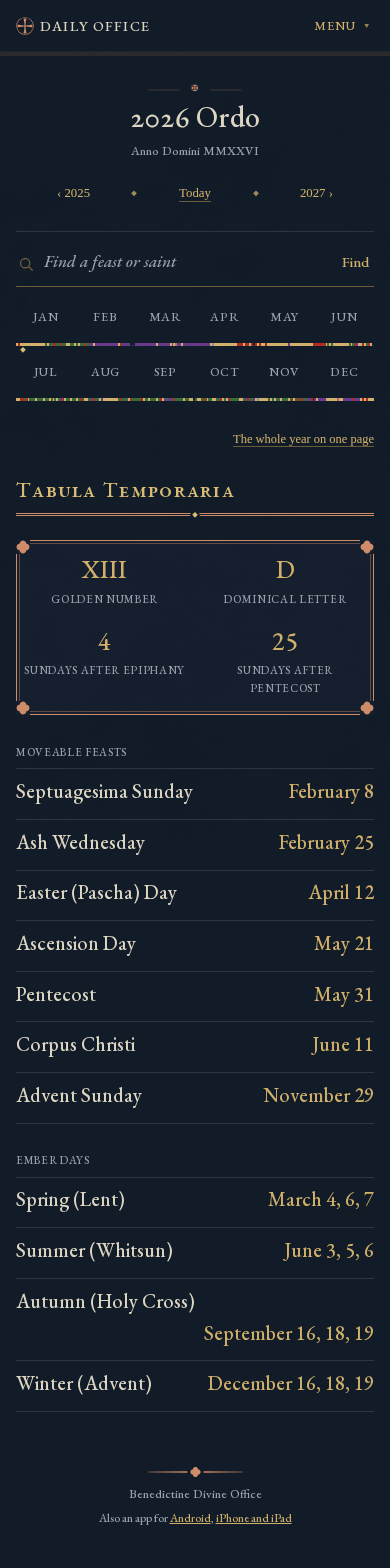 DAILY OFFICE
MENU
2026 Ordo
Anno Domini MMXXVI
‹ 2025
Today
2027 ›
Find a feast or saint
Find
JAN FEB MAR APR MAY JUN
JUL AUG SEP OCT NOV DEC
The whole year on one page
Tabula Temporaria
XIII
GOLDEN NUMBER
D
DOMINICAL LETTER
4
SUNDAYS AFTER EPIPHANY
25
SUNDAYS AFTER
PENTECOST
MOVEABLE FEASTS
Septuagesima Sunday February 8
Ash Wednesday February 25
Easter (Pascha) Day April 12
Ascension Day May 21
Pentecost May 31
Corpus Christi June 11
Advent Sunday November 29
EMBER DAYS
Spring (Lent) March 4, 6, 7
Summer (Whitsun) June 3, 5, 6
Autumn (Holy Cross)
September 16, 18, 19
Winter (Advent) December 16, 18, 19
Benedictine Divine Office
Also an app for Android, iPhone and iPad